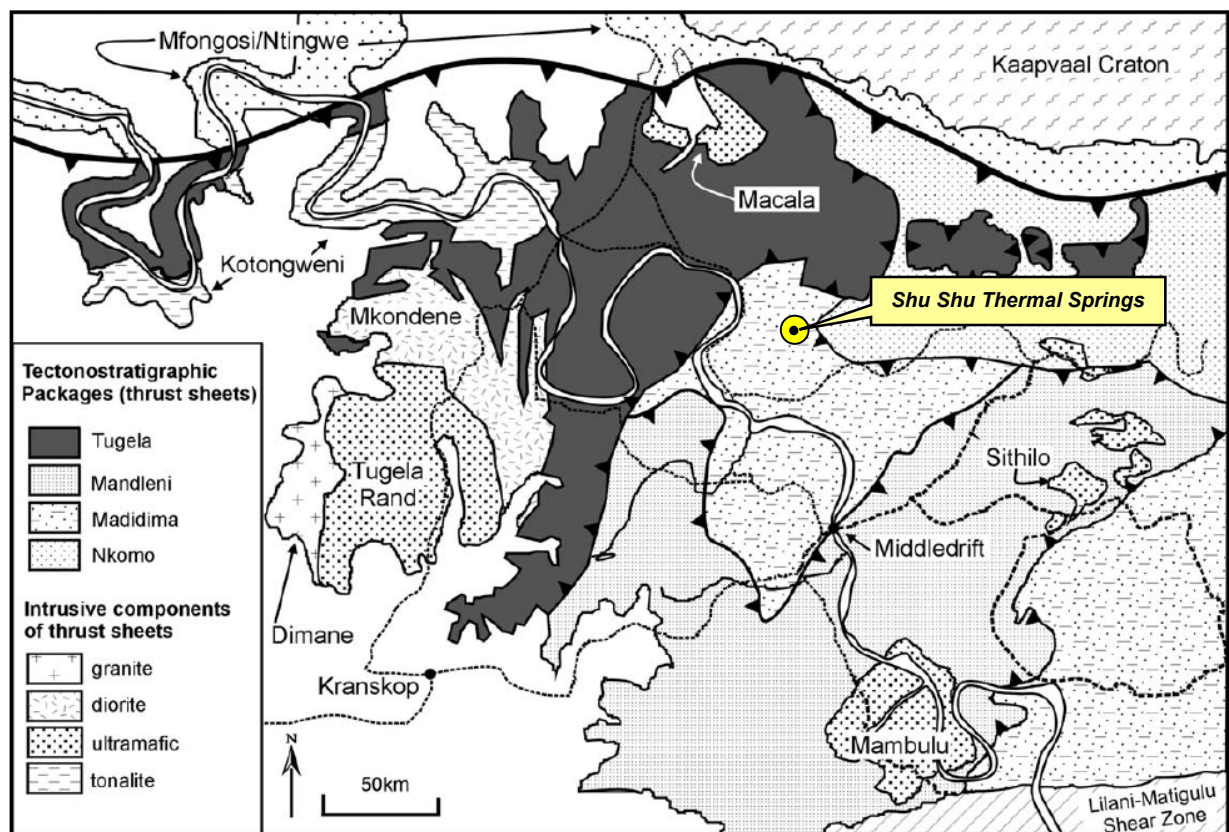 Mfongosi/Ntingwe
Kaapvaal Craton
Macala
Kotongweni
Shu Shu Thermal Springs
Mkondene
Tectonostratigraphic
Packages (thrust sheets)
Tugela
Mandleni
Madidima
Nkomo
Intrusive components
of thrust sheets
granite
diorite
ultramafic
tonalite
Tugela
Rand
Sithilo
Middledrift
Dimane
Kranskop
N
50km
Mambulu
Lilani-Matigulu
Shear Zone